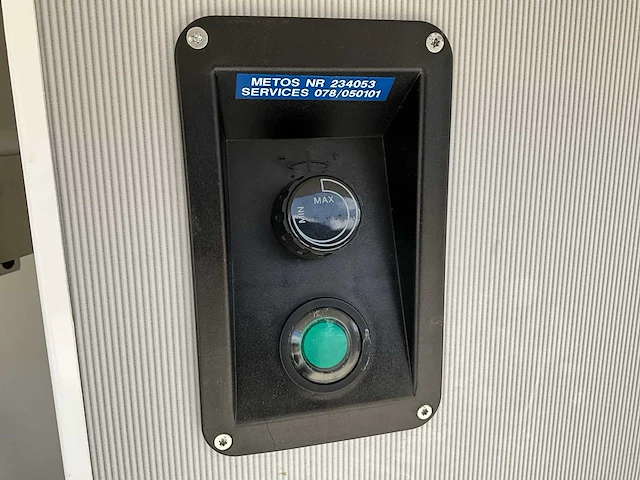 METOS NR 234053
SERVICES 078/050101
MAX
MIN